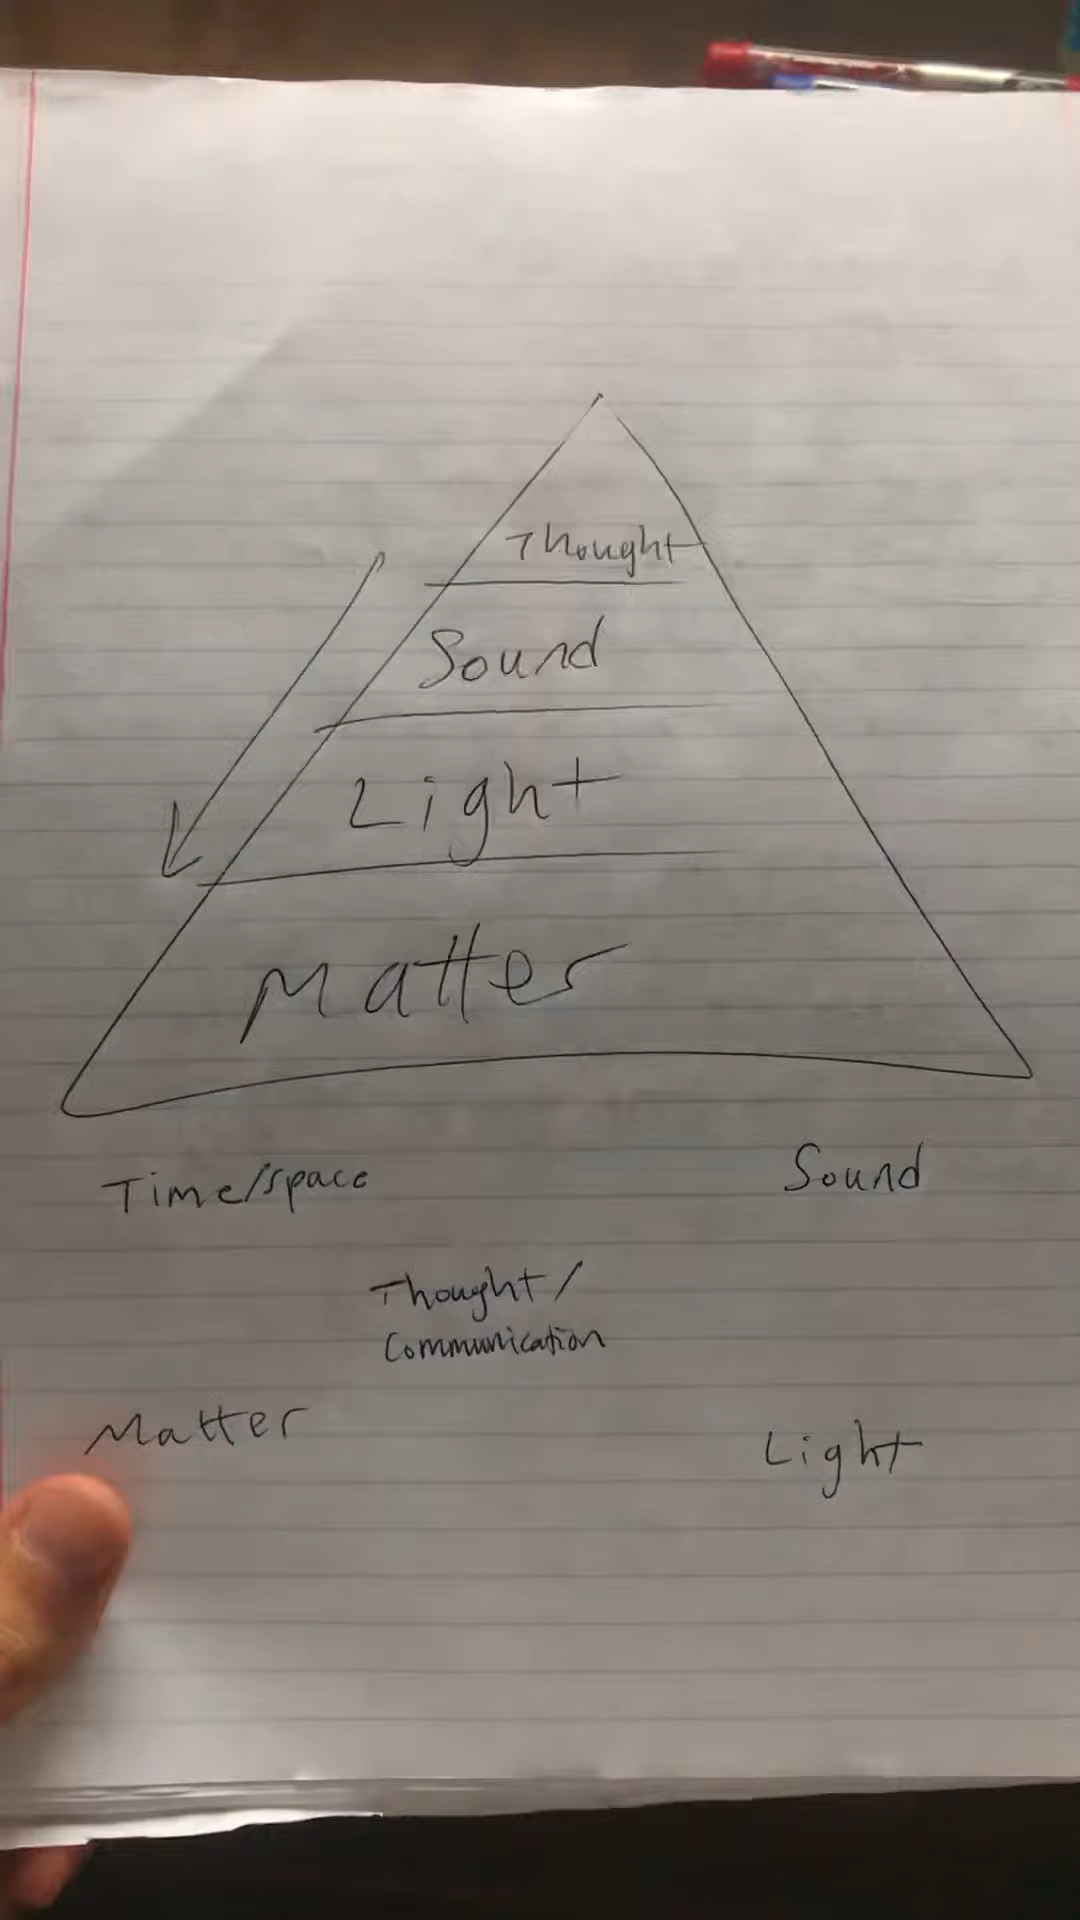 Thought
Sound
Light
Matter
Time/space
Sound
Thought/
Communication
Matter
Light